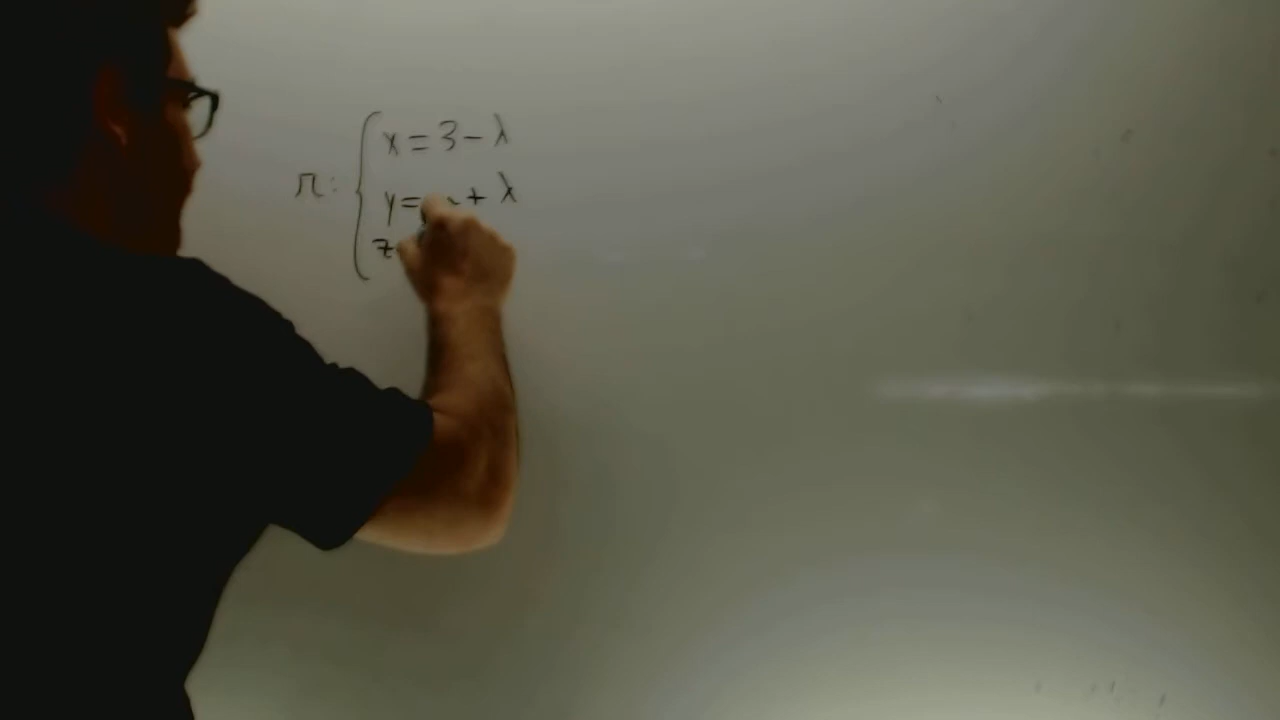 r: { x = 3 - λ
y = + λ
z